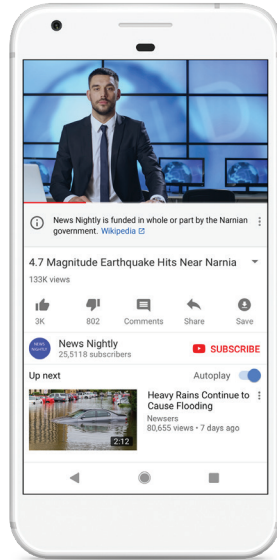 News Nightly is funded in whole or part by the Narnian
government. Wikipedia
4.7 Magnitude Earthquake Hits Near Narnia
133K views
3K
802
Comments
Share
Save
NEWS
NIGHTLY
News Nightly
25,5118 subscribers
SUBSCRIBE
Up next
Autoplay
2:12
Heavy Rains Continue to
Cause Flooding
Newsers
80,655 views • 7 days ago